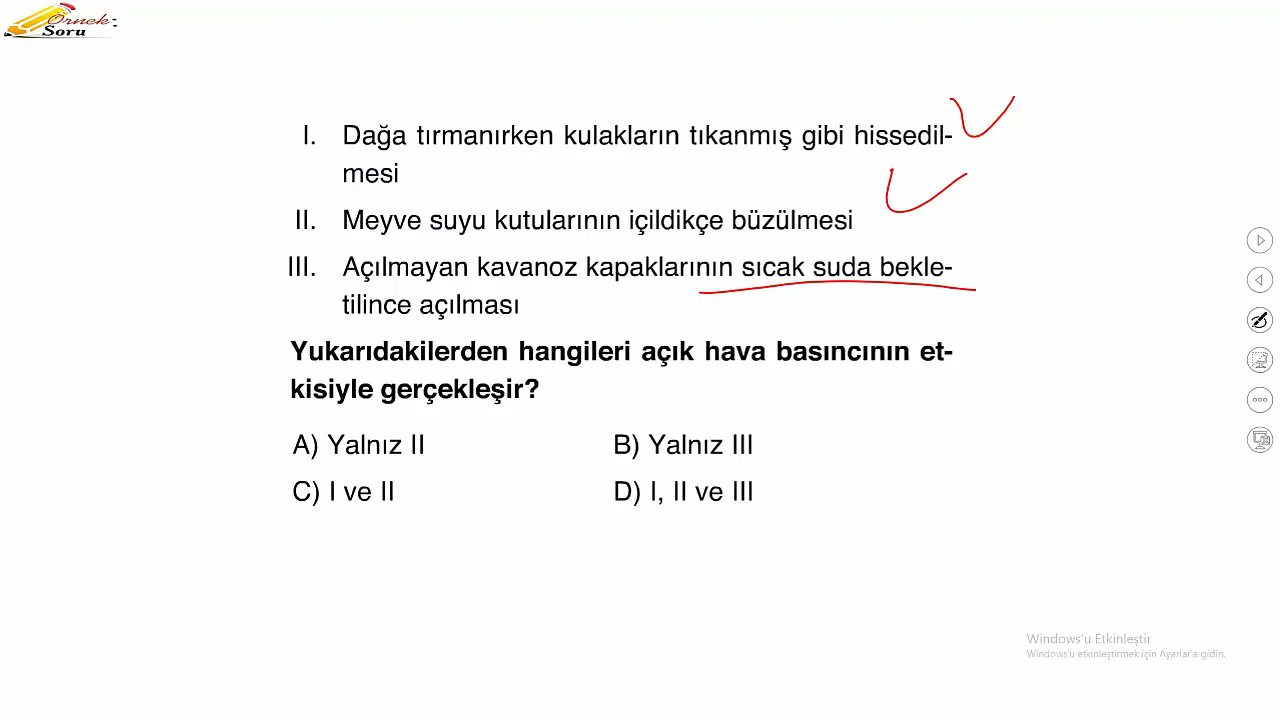 Örnek
Soru
I. Dağa tırmanırken kulakların tıkanmış gibi hissedil-
mesi
II. Meyve suyu kutularının içildikçe büzülmesi
III. Açılmayan kavanoz kapaklarının sıcak suda bekle-
tilince açılması
Yukarıdakilerden hangileri açık hava basıncının et-
kisiyle gerçekleşir?
A) Yalnız II B) Yalnız III
C) I ve II D) I, II ve III
Windows'u Etkinleştir
Windows'u etkinleştirmek için Ayarlar'a gidin.